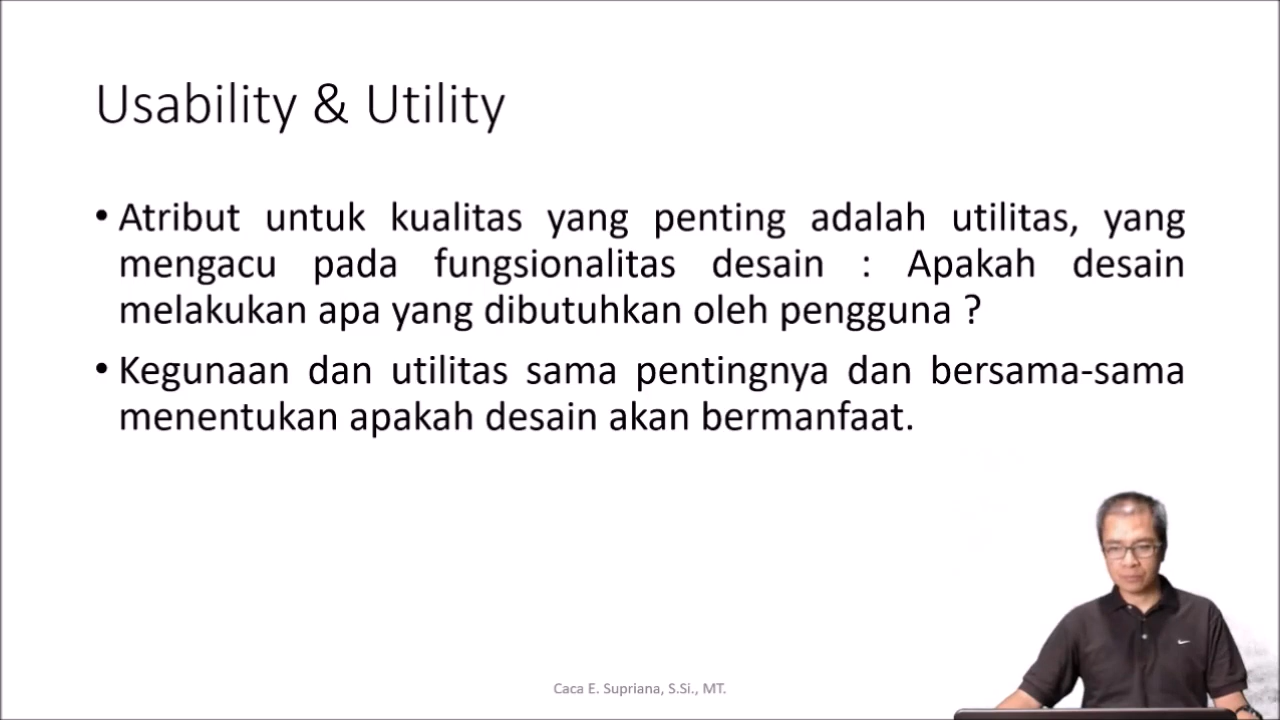 Usability & Utility
• Atribut untuk kualitas yang penting adalah utilitas, yang
mengacu pada fungsionalitas desain : Apakah desain
melakukan apa yang dibutuhkan oleh pengguna ?
• Kegunaan dan utilitas sama pentingnya dan bersama-sama
menentukan apakah desain akan bermanfaat.
Caca E. Supriana, S.Si., MT.